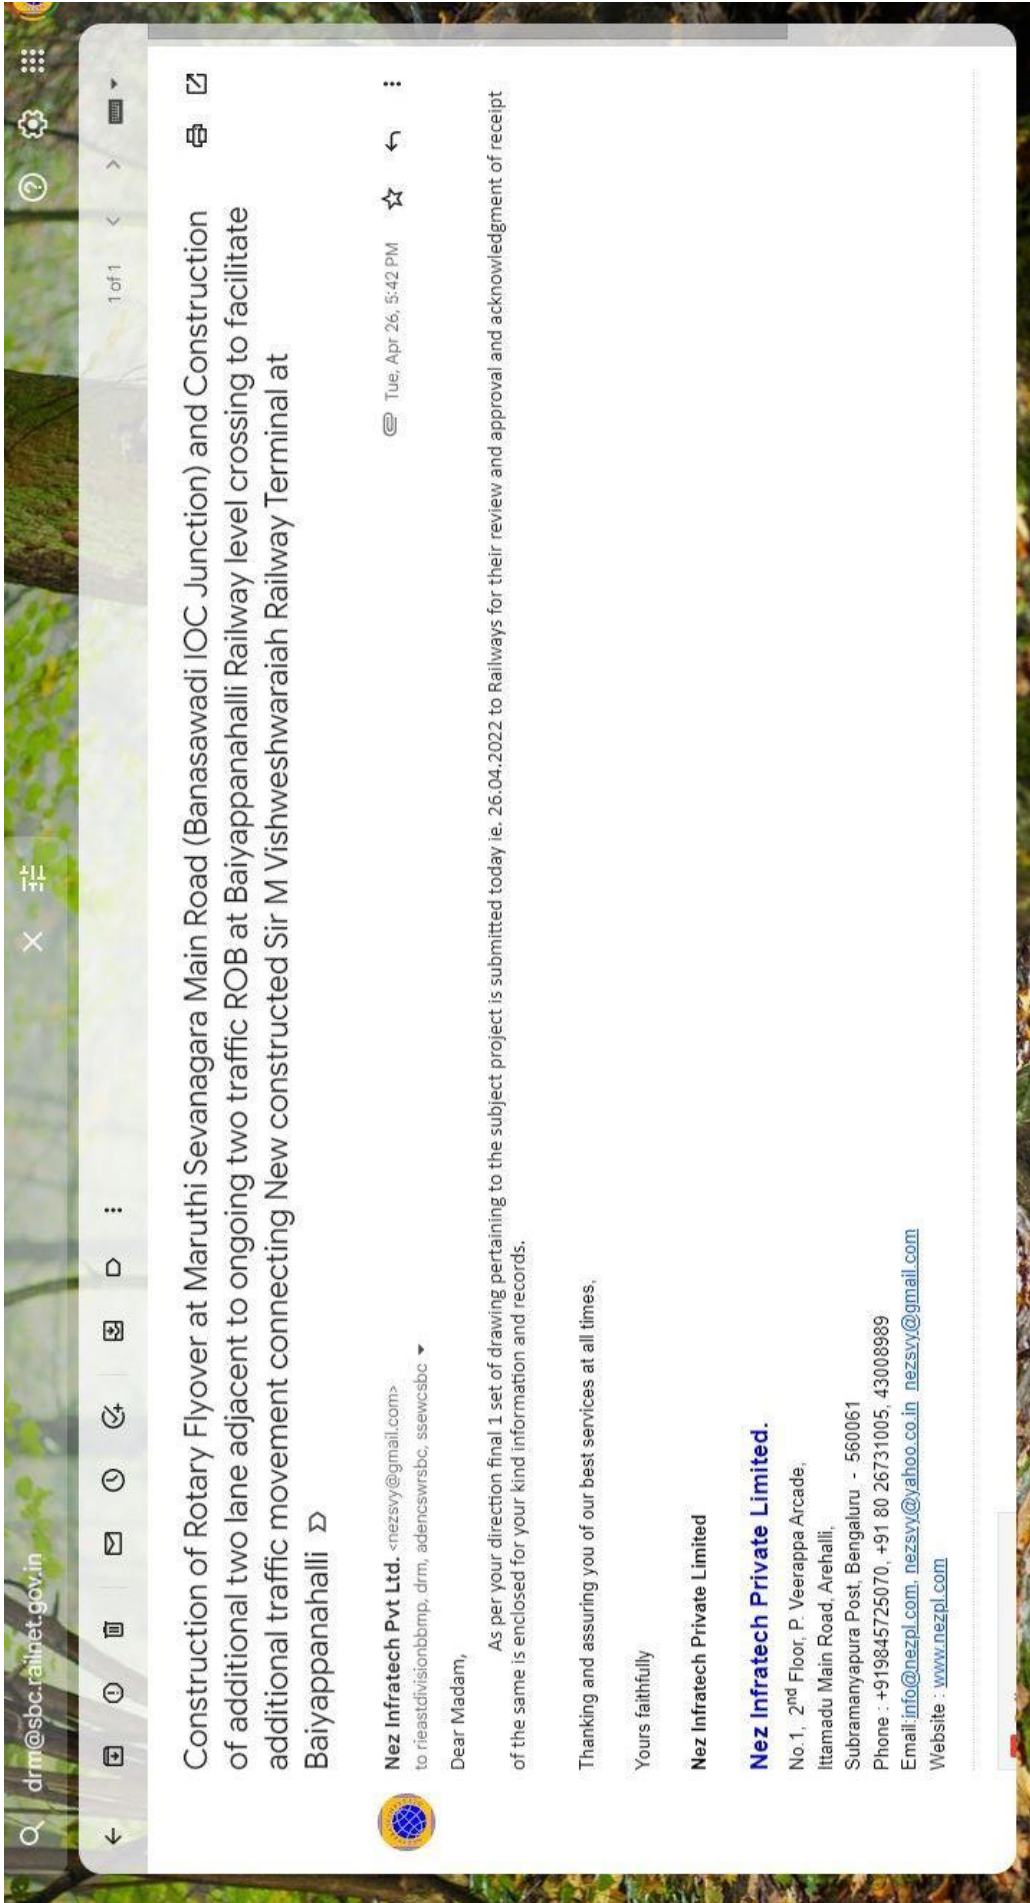 drm@sbc.railnet.gov.in
1 of 1
Construction of Rotary Flyover at Maruthi Sevanagara Main Road (Banasawadi IOC Junction) and Construction
of additional two lane adjacent to ongoing two traffic ROB at Baiyappanahalli Railway level crossing to facilitate
additional traffic movement connecting New constructed Sir M Vishweshwaraiah Railway Terminal at
Baiyappanahalli
Nez Infratech Pvt Ltd. <nezsvy@gmail.com>
Tue, Apr 26, 5:42 PM
to rieastdivisionbbmp, drm, adencswrsbc, ssewcsbc
Dear Madam,
As per your direction final 1 set of drawing pertaining to the subject project is submitted today ie. 26.04.2022 to Railways for their review and approval and acknowledgment of receipt
of the same is enclosed for your kind information and records.
Thanking and assuring you of our best services at all times,
Yours faithfully
Nez Infratech Private Limited
Nez Infratech Private Limited.
No.1, 2nd Floor, P. Veerappa Arcade,
Ittamadu Main Road, Arehalli,
Subramanyapura Post, Bengaluru - 560061
Phone : +919845725070, +91 80 26731005, 43008989
Email:info@nezpl.com, nezsvy@yahoo.co.in nezsvy@gmail.com
Website : www.nezpl.com